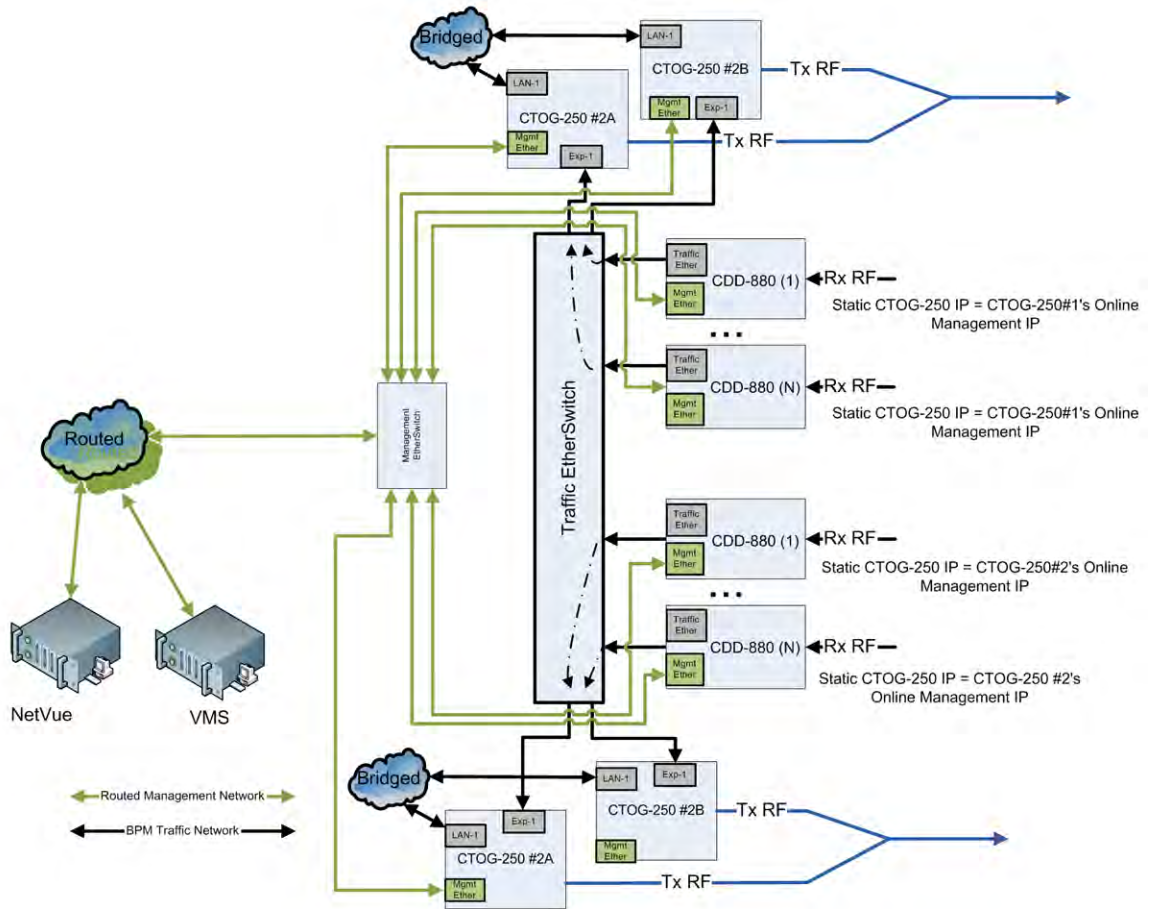 Bridged
LAN-1
CTOG-250 #2B
Mgmt
Ether
Exp-1
Tx RF
LAN-1
CTOG-250 #2A
Mgmt
Ether
Exp-1
Tx RF
Traffic
Ether
CDD-880 (1)
Mgmt
Ether
Rx RF
Static CTOG-250 IP = CTOG-250#1's Online
Management IP
...
Traffic
Ether
CDD-880 (N)
Mgmt
Ether
Rx RF
Static CTOG-250 IP = CTOG-250#1's Online
Management IP
Traffic EtherSwitch
Management
EtherSwitch
Routed
NetVue
VMS
Traffic
Ether
CDD-880 (1)
Mgmt
Ether
Rx RF
Static CTOG-250 IP = CTOG-250#2's Online
Management IP
...
Traffic
Ether
CDD-880 (N)
Mgmt
Ether
Rx RF
Static CTOG-250 IP = CTOG-250 #2's
Online Management IP
Routed Management Network
BPM Traffic Network
Bridged
LAN-1
Exp-1
CTOG-250 #2B
Mgmt
Ether
Tx RF
LAN-1
Exp-1
CTOG-250 #2A
Mgmt
Ether
Tx RF